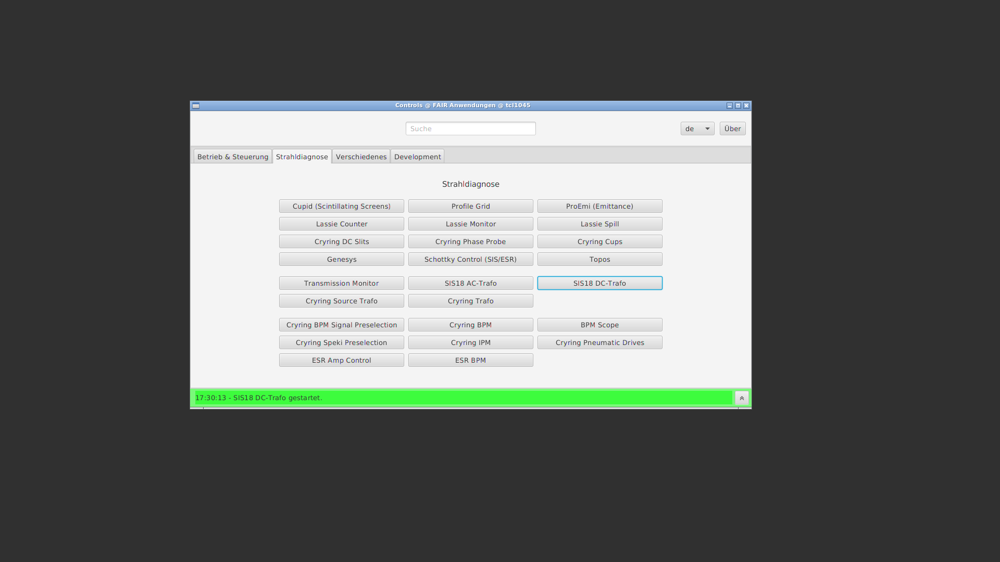 Controls @ FAIR Anwendungen @ tcl1045
Suche
de
Über
Betrieb & Steuerung
Strahldiagnose
Verschiedenes
Development
Strahldiagnose
Cupid (Scintillating Screens)
Profile Grid
ProEmi (Emittance)
Lassie Counter
Lassie Monitor
Lassie Spill
Cryring DC Slits
Cryring Phase Probe
Cryring Cups
Genesys
Schottky Control (SIS/ESR)
Topos
Transmission Monitor
SIS18 AC-Trafo
SIS18 DC-Trafo
Cryring Source Trafo
Cryring Trafo
Cryring BPM Signal Preselection
Cryring BPM
BPM Scope
Cryring Speki Preselection
Cryring IPM
Cryring Pneumatic Drives
ESR Amp Control
ESR BPM
17:30:13 - SIS18 DC-Trafo gestartet.